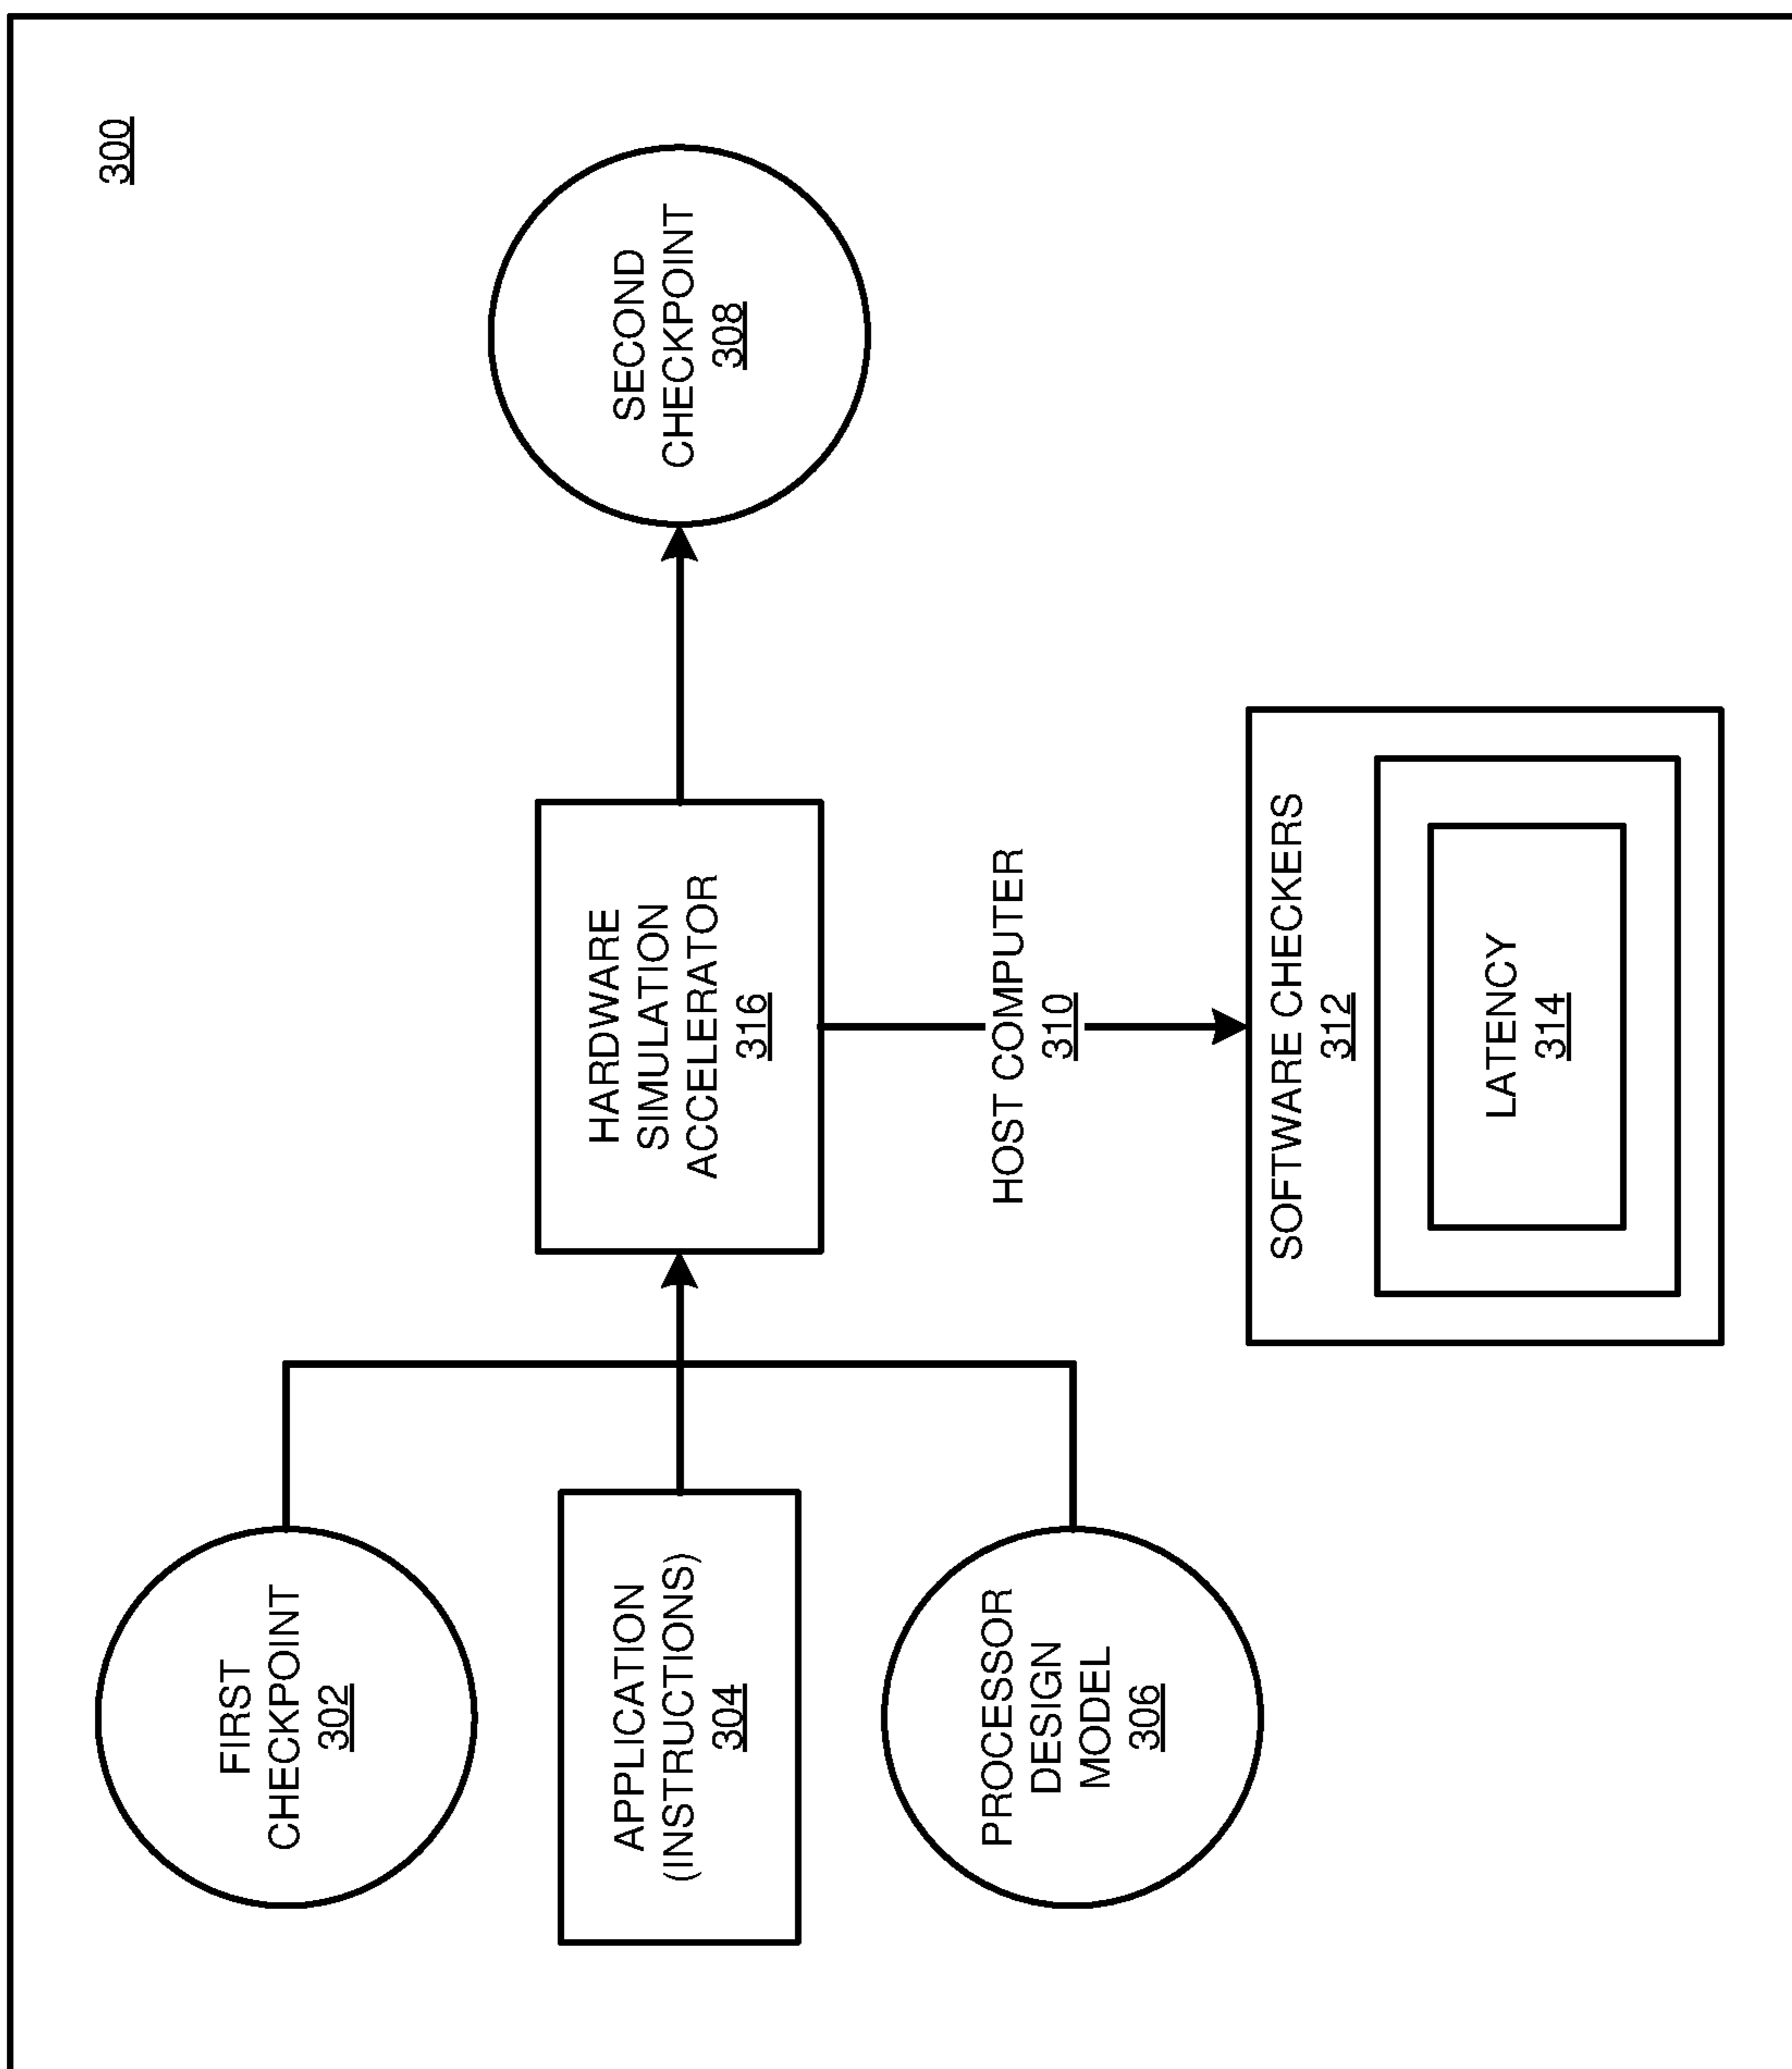 300
FIRST
CHECKPOINT
302
APPLICATION
(INSTRUCTIONS)
304
PROCESSOR
DESIGN
MODEL
306
HARDWARE
SIMULATION
ACCELERATOR
316
SECOND
CHECKPOINT
308
HOST COMPUTER
310
SOFTWARE CHECKERS
312
LATENCY
314